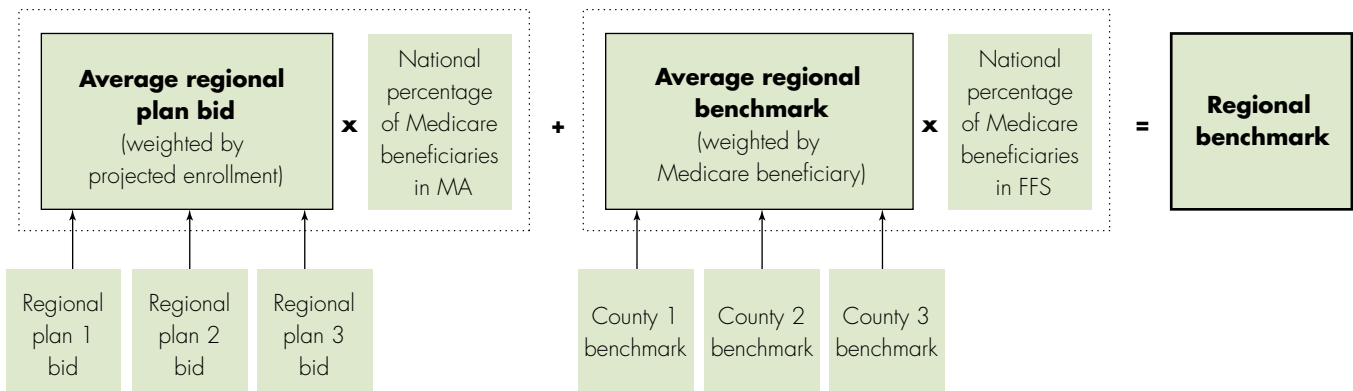 Average regional
plan bid
(weighted by
projected enrollment)
x
National
percentage
of Medicare
beneficiaries
in MA
+
Average regional
benchmark
(weighted by
Medicare beneficiary)
x
National
percentage
of Medicare
beneficiaries
in FFS
=
Regional
benchmark
Regional
plan 1
bid
Regional
plan 2
bid
Regional
plan 3
bid
County 1
benchmark
County 2
benchmark
County 3
benchmark